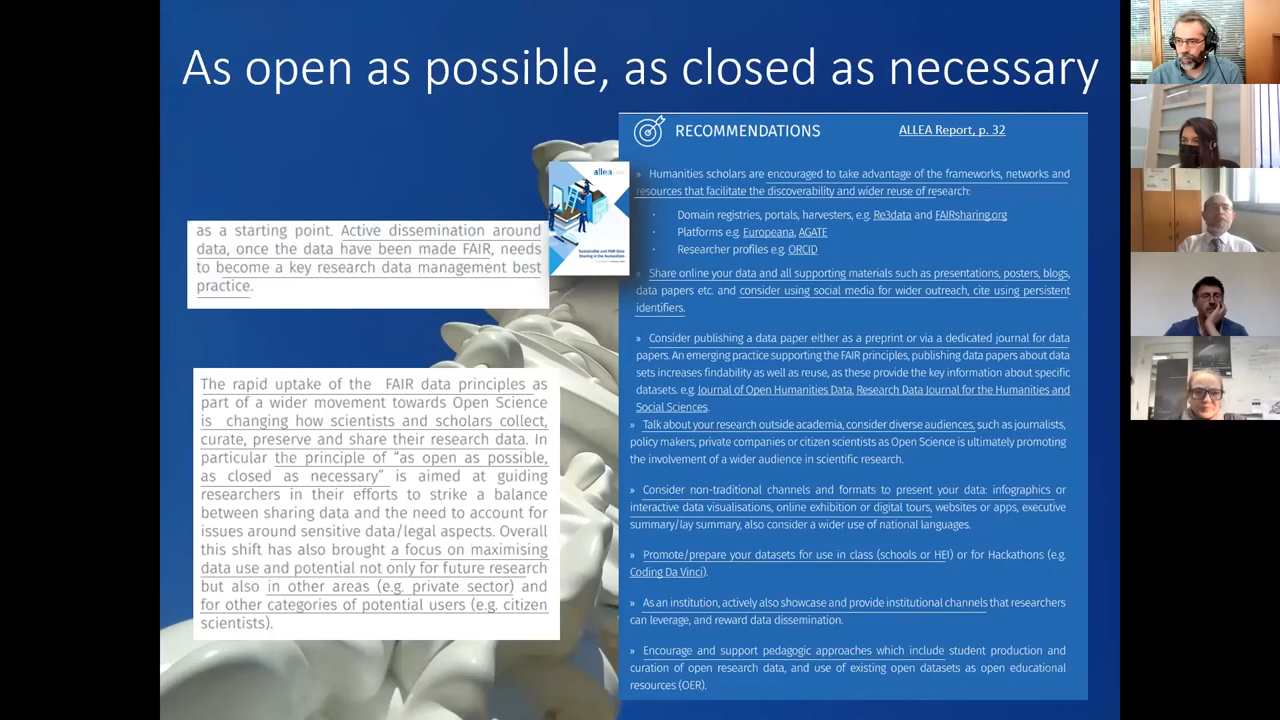 As open as possible, as closed as necessary
as a starting point. Active dissemination around
data, once the data have been made FAIR, needs
to become a key research data management best
practice.
The rapid uptake of the FAIR data principles as
part of a wider movement towards Open Science
is changing how scientists and scholars collect,
curate, preserve and share their research data. In
particular the principle of “as open as possible,
as closed as necessary” is aimed at guiding
researchers in their efforts to strike a balance
between sharing data and the need to account for
issues around sensitive data/legal aspects. Overall
this shift has also brought a focus on maximising
data use and potential not only for future research
but also in other areas (e.g. private sector) and
for other categories of potential users (e.g. citizen
scientists).
allea
Sustainable and FAIR Data
Sharing in the Humanities
RECOMMENDATIONS
ALLEA Report, p. 32
» Humanities scholars are encouraged to take advantage of the frameworks, networks and
resources that facilitate the discoverability and wider reuse of research:
· Domain registries, portals, harvesters, e.g. Re3data and FAIRsharing.org
· Platforms e.g. Europeana, AGATE
· Researcher profiles e.g. ORCID
» Share online your data and all supporting materials such as presentations, posters, blogs,
data papers etc. and consider using social media for wider outreach, cite using persistent
identifiers.
» Consider publishing a data paper either as a preprint or via a dedicated journal for data
papers. An emerging practice supporting the FAIR principles, publishing data papers about data
sets increases findability as well as reuse, as these provide the key information about specific
datasets. e.g. Journal of Open Humanities Data, Research Data Journal for the Humanities and
Social Sciences.
» Talk about your research outside academia, consider diverse audiences, such as journalists,
policy makers, private companies or citizen scientists as Open Science is ultimately promoting
the involvement of a wider audience in scientific research.
» Consider non-traditional channels and formats to present your data: infographics or
interactive data visualisations, online exhibition or digital tours, websites or apps, executive
summary/lay summary, also consider a wider use of national languages.
» Promote/prepare your datasets for use in class (schools or HEI) or for Hackathons (e.g.
Coding Da Vinci).
» As an institution, actively also showcase and provide institutional channels that researchers
can leverage, and reward data dissemination.
» Encourage and support pedagogic approaches which include student production and
curation of open research data, and use of existing open datasets as open educational
resources (OER).